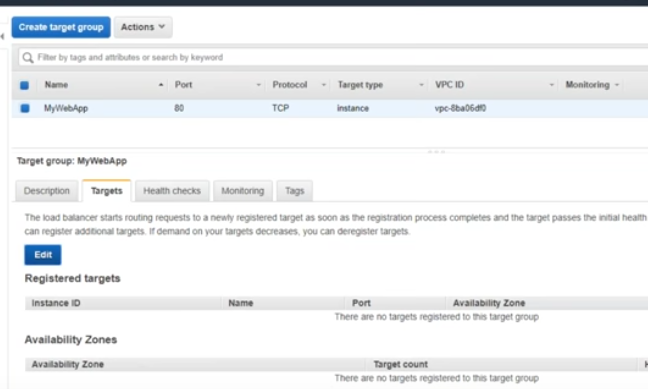 Create target group Actions
Filter by tags and attributes or search by keyword
Name Port Protocol Target type VPC ID Monitoring
MyWebApp 80 TCP instance vpc-8ba06df0
Target group: MyWebApp
Description Targets Health checks Monitoring Tags
The load balancer starts routing requests to a newly registered target as soon as the registration process completes and the target passes the initial health
can register additional targets. If demand on your targets decreases, you can deregister targets.
Edit
Registered targets
Instance ID Name Port Availability Zone
There are no targets registered to this target group
Availability Zones
Availability Zone Target count
There are no targets registered to this target group